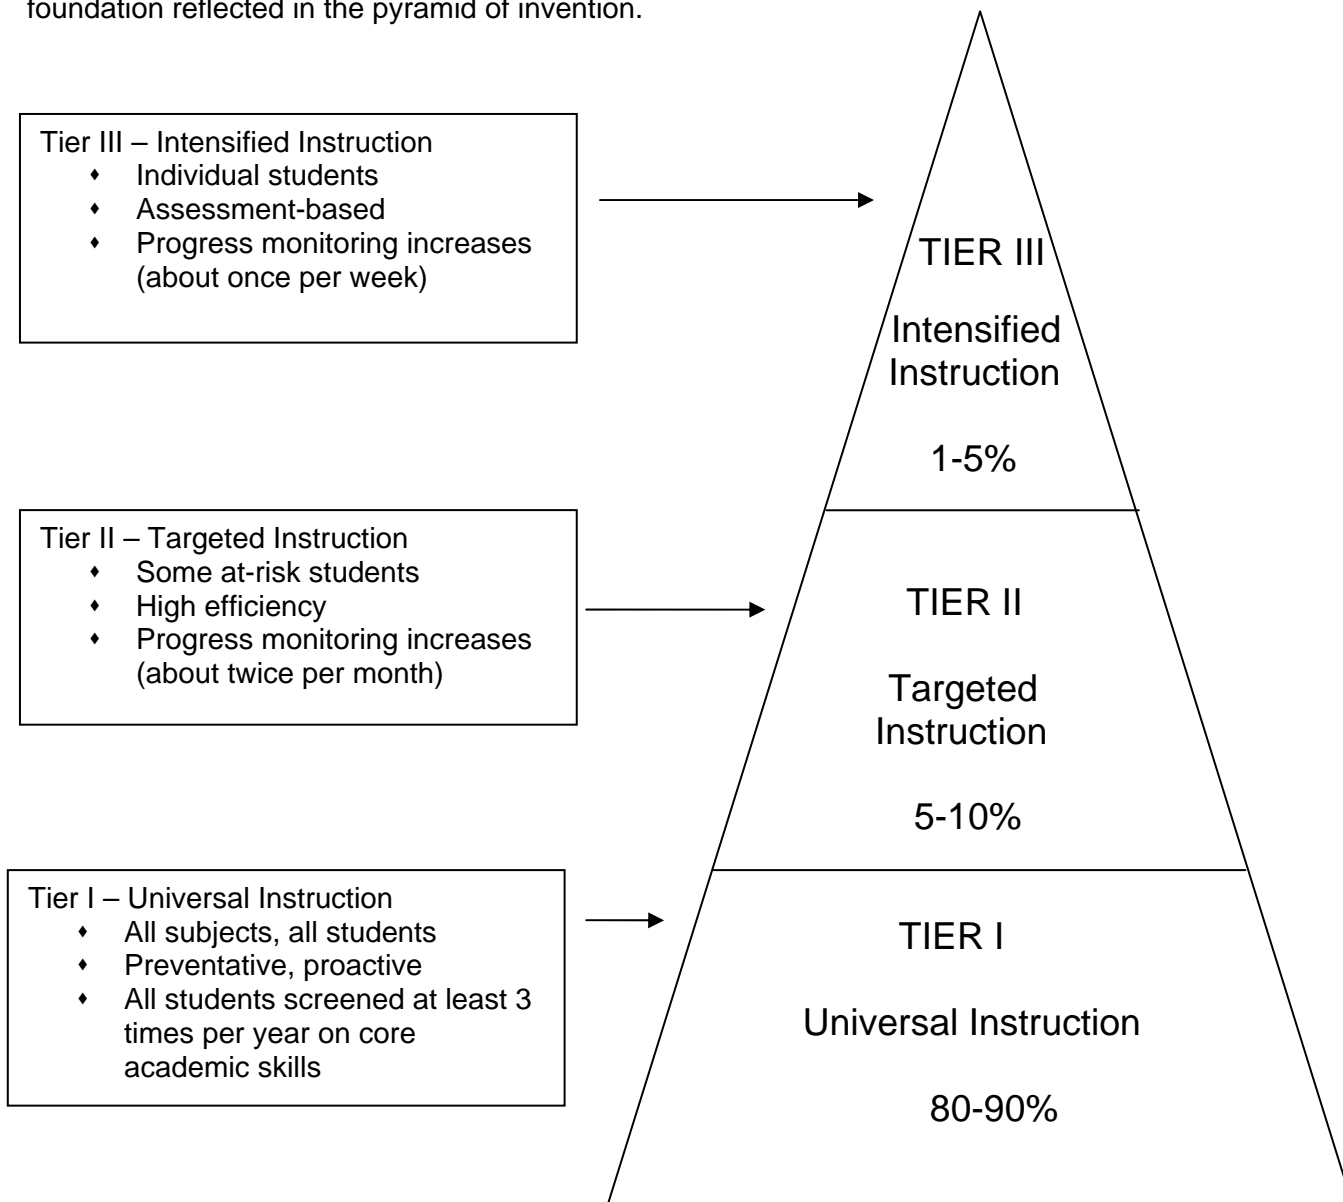 foundation reflected in the pyramid of invention.
Tier III – Intensified Instruction
♦ Individual students
♦ Assessment-based
♦ Progress monitoring increases
(about once per week)
TIER III
Intensified
Instruction
1-5%
Tier II – Targeted Instruction
♦ Some at-risk students
♦ High efficiency
♦ Progress monitoring increases
(about twice per month)
TIER II
Targeted
Instruction
5-10%
Tier I – Universal Instruction
♦ All subjects, all students
♦ Preventative, proactive
♦ All students screened at least 3
times per year on core
academic skills
TIER I
Universal Instruction
80-90%